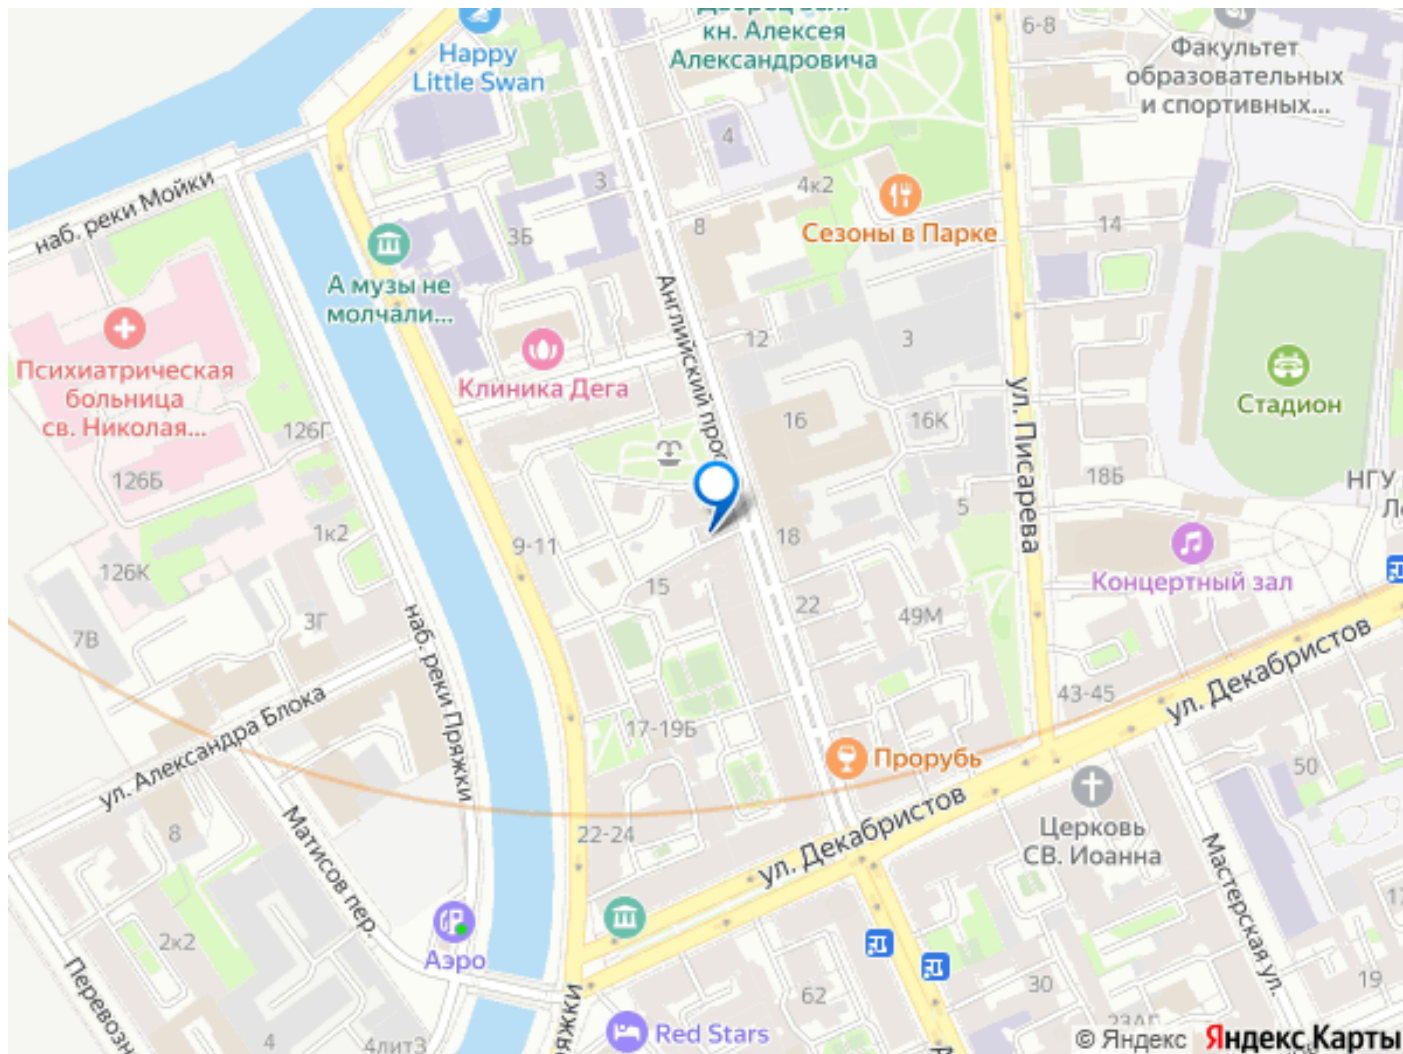 кн. Алексея
Александровича
Happy
Little Swan
6-8
Факультет
образовательных
и спортивных...
4
3
4к2
8
3Б
14
наб. реки Мойки
Сезоны в Парке
А музы не
молчали...
Английский прос
12
3
Психиатрическая
больница
св. Николая...
Клиника Дега
Стадион
ул. Писарева
126Г
126Б
16
16К
18Б
НГУ
5
1к2
9-11
18
126К
15
Концертный зал
22
49М
3Г
7В
наб. реки Пряжки
ул. Александра Блока
43-45
ул. Декабристов
17-19Б
Прорубь
50
8
22-24
Матисов пер.
ул. Декабристов
Церковь
СВ. Иоанна
Мастерская ул.
2к2
Аэро
30
19
62
Red Stars
4
4лит3
© Яндекс Яндекс Карты